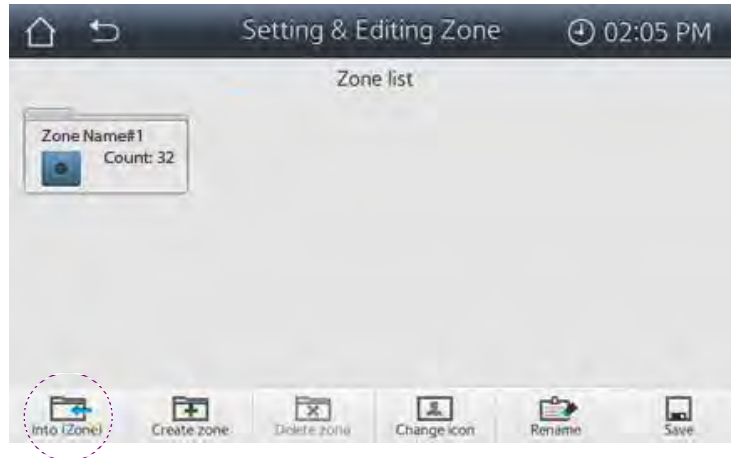 Setting & Editing Zone 02:05 PM
Zone list
Zone Name#1
Count: 32
Into (Zone) Create zone Delete zone Change icon Rename Save